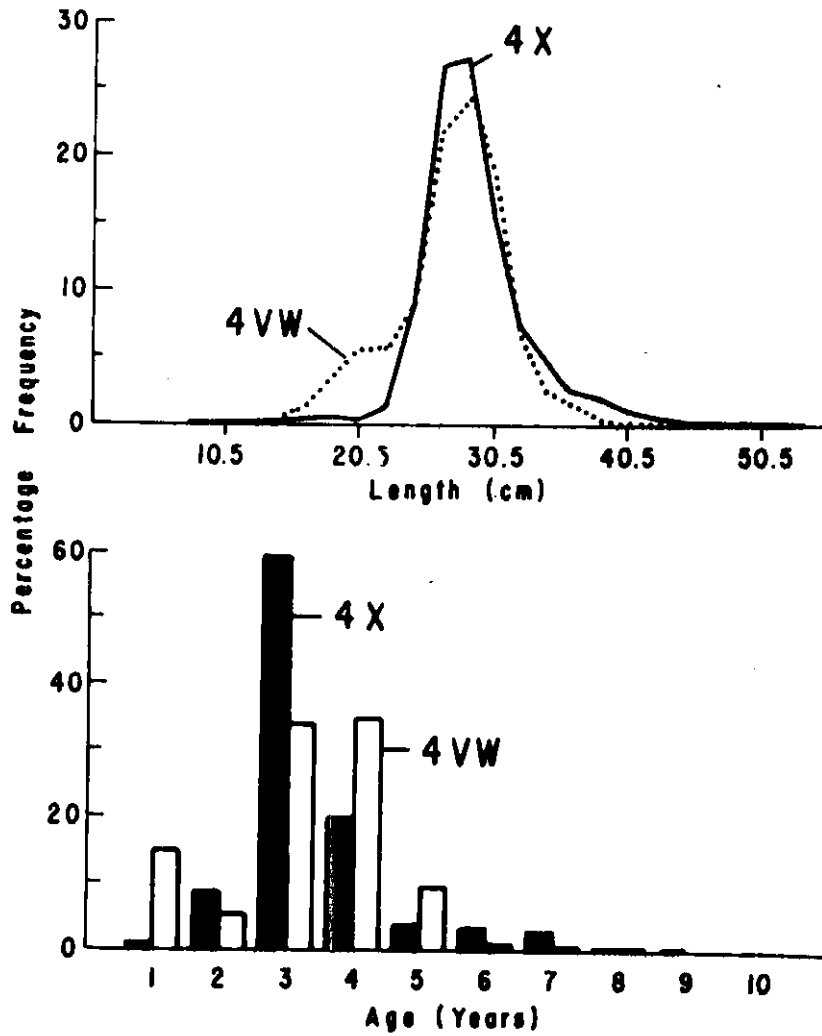 30
4 X
20
10
4 VW
0
10.5 20.5 30.5 40.5 50.5
Length (cm)
Percentage Frequency
60
4 X
40
4 VW
20
0
1 2 3 4 5 6 7 8 9 10
Age (Years)